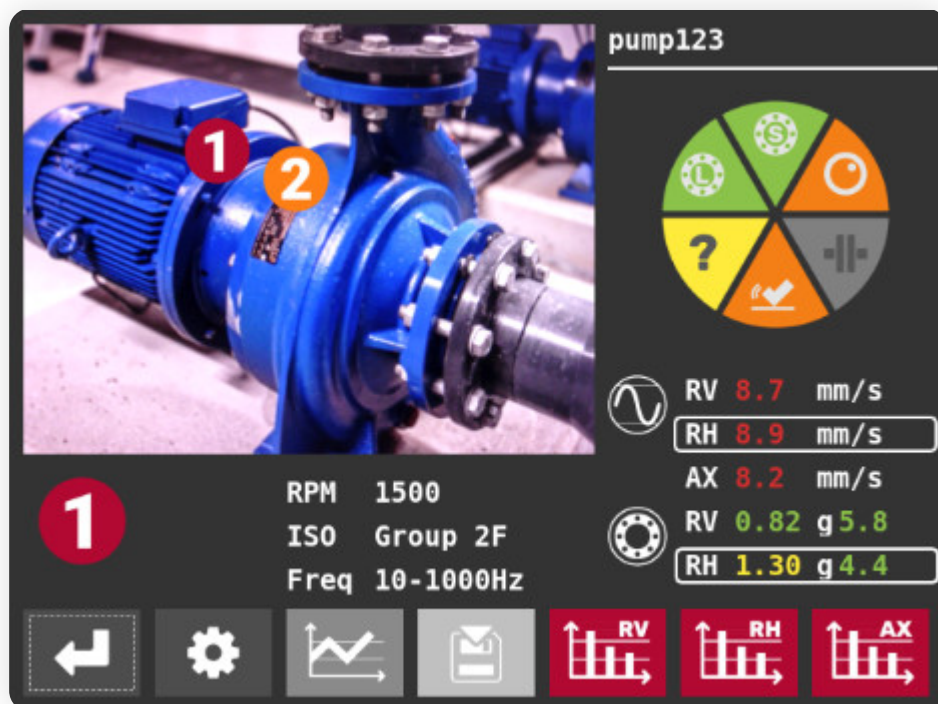 pump123
1
2
L
S
?
RV 8.7 mm/s
RH 8.9 mm/s
AX 8.2 mm/s
RV 0.82 g 5.8
RH 1.30 g 4.4
1
RPM 1500
ISO Group 2F
Freq 10-1000Hz
RV
RH
AX